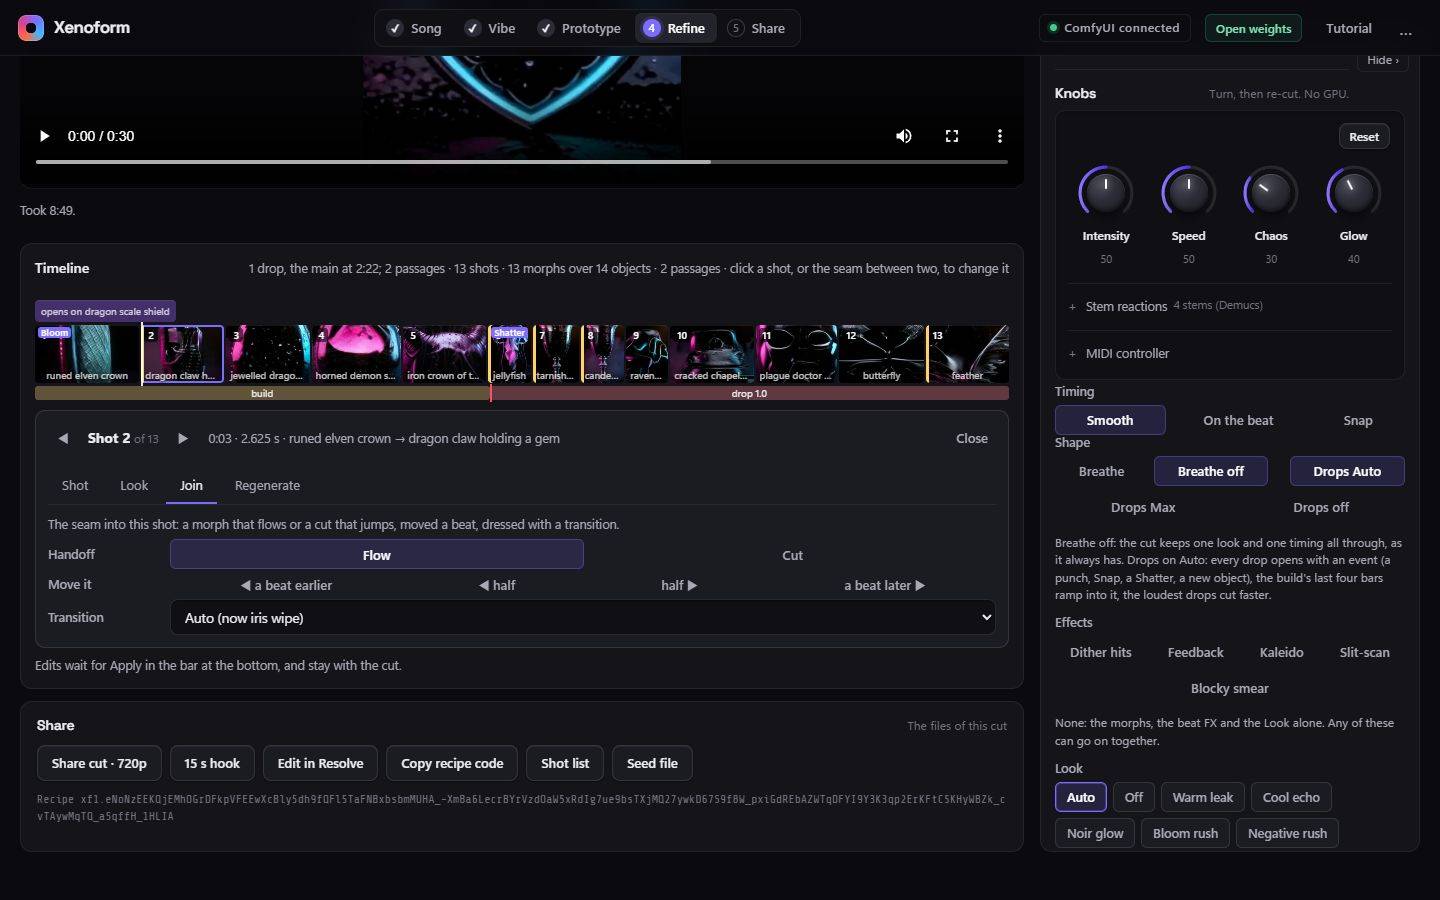 Xenoform
Song
Vibe
Prototype
4 Refine
5 Share
ComfyUI connected
Open weights
Tutorial
...
0:00 / 0:30
Took 8:49.
Timeline
1 drop, the main at 2:22; 2 passages · 13 shots · 13 morphs over 14 objects · 2 passages · click a shot, or the seam between two, to change it
opens on dragon scale shield
Bloom
2
3
4
5
Shatter
7
8
9
10
11
12
13
runed elven crown
dragon claw h...
jewelled drago...
horned demon s...
iron crown of t...
jellyfish
tarnish...
cande...
raven...
cracked chapel...
plague doctor ...
butterfly
feather
build
drop 1.0
◀ Shot 2 of 13 ▶ 0:03 · 2.625 s · runed elven crown → dragon claw holding a gem
Close
Shot
Look
Join
Regenerate
The seam into this shot: a morph that flows or a cut that jumps, moved a beat, dressed with a transition.
Handoff
Flow
Cut
Move it
◀ a beat earlier
◀ half
half ▶
a beat later ▶
Transition
Auto (now iris wipe)
Edits wait for Apply in the bar at the bottom, and stay with the cut.
Share
The files of this cut
Share cut · 720p
15 s hook
Edit in Resolve
Copy recipe code
Shot list
Seed file
Hide ›
Knobs
Turn, then re-cut. No GPU.
Reset
Intensity
Speed
Chaos
Glow
50
50
30
40
+ Stem reactions 4 stems (Demucs)
+ MIDI controller
Timing
Smooth
On the beat
Snap
Shape
Breathe
Breathe off
Drops Auto
Drops Max
Drops off
Breathe off: the cut keeps one look and one timing all through, as
it always has. Drops on Auto: every drop opens with an event (a
punch, Snap, a Shatter, a new object), the build's last four bars
ramp into it, the loudest drops cut faster.
Effects
Dither hits
Feedback
Kaleido
Slit-scan
Blocky smear
None: the morphs, the beat FX and the Look alone. Any of these
can go on together.
Look
Auto
Off
Warm leak
Cool echo
Noir glow
Bloom rush
Negative rush